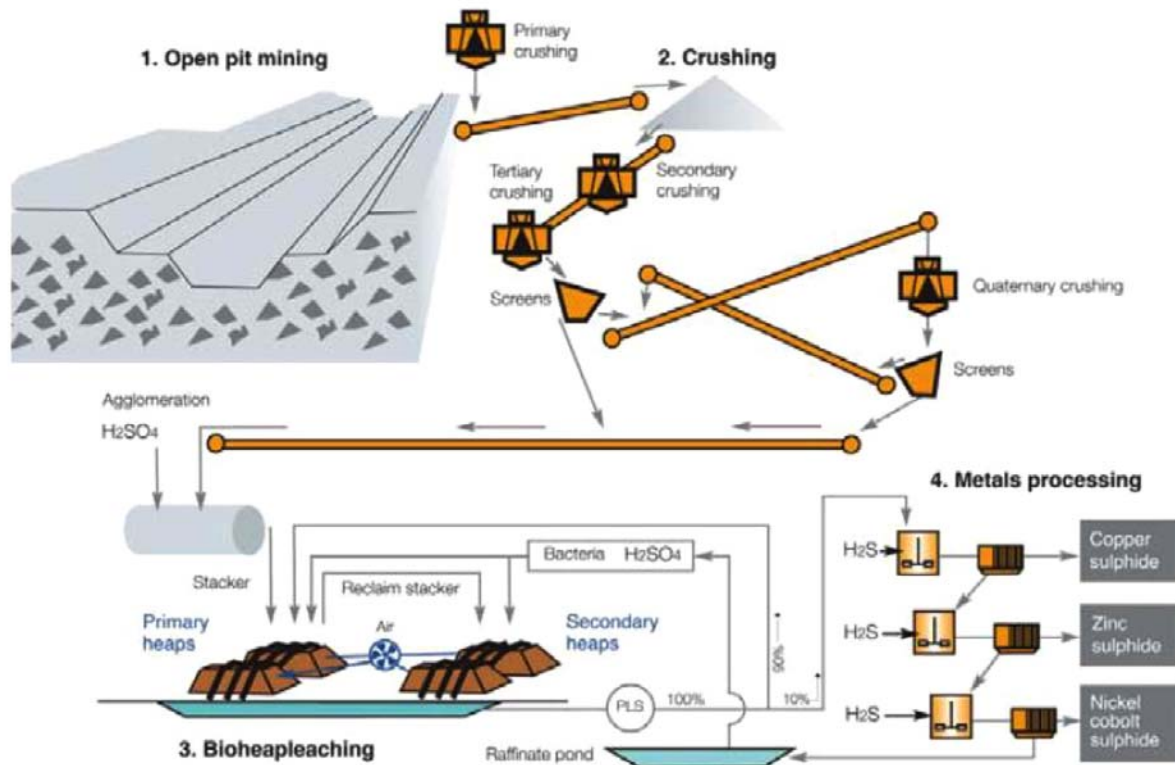 1. Open pit mining
Primary
crushing
2. Crushing
Tertiary
crushing
Secondary
crushing
Screens
Quaternary crushing
Screens
Agglomeration
H2SO4
4. Metals processing
Stacker
Bacteria H2SO4
Reclaim stacker
Primary
heaps
Air
Secondary
heaps
PLS
100%
90%
10%
3. Bioheapleaching
Raffinate pond
H2S
Copper
sulphide
H2S
Zinc
sulphide
H2S
Nickel
cobolt
sulphide